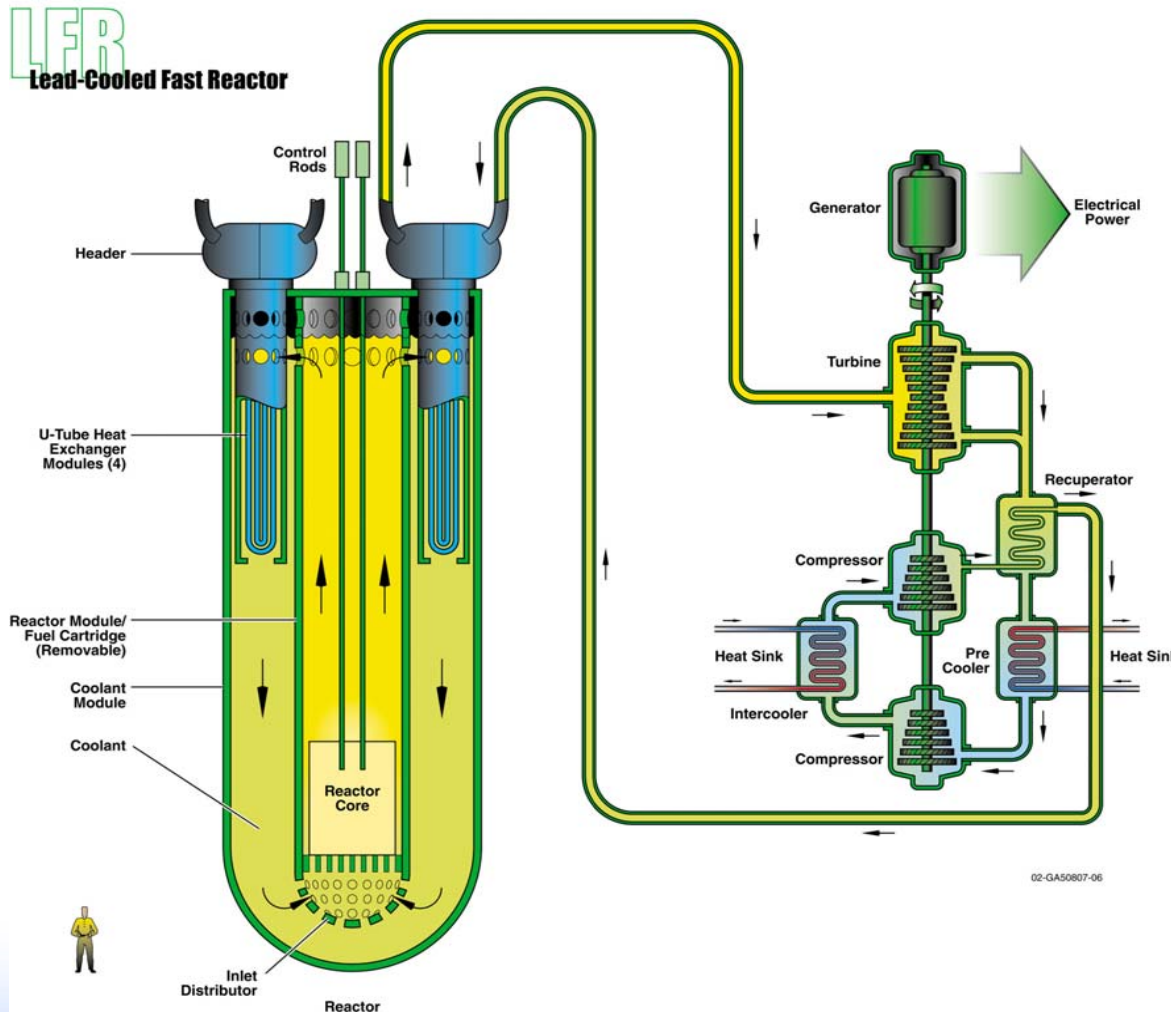 LFR
Lead-Cooled Fast Reactor
Control
Rods
Header
U-Tube Heat
Exchanger
Modules (4)
Reactor Module/
Fuel Cartridge
(Removable)
Coolant
Module
Coolant
Reactor
Core
Inlet
Distributor
Reactor
Generator
Electrical
Power
Turbine
Recuperator
Compressor
Heat Sink
Intercooler
Pre
Cooler
Heat Sink
Compressor
02-GA50807-06